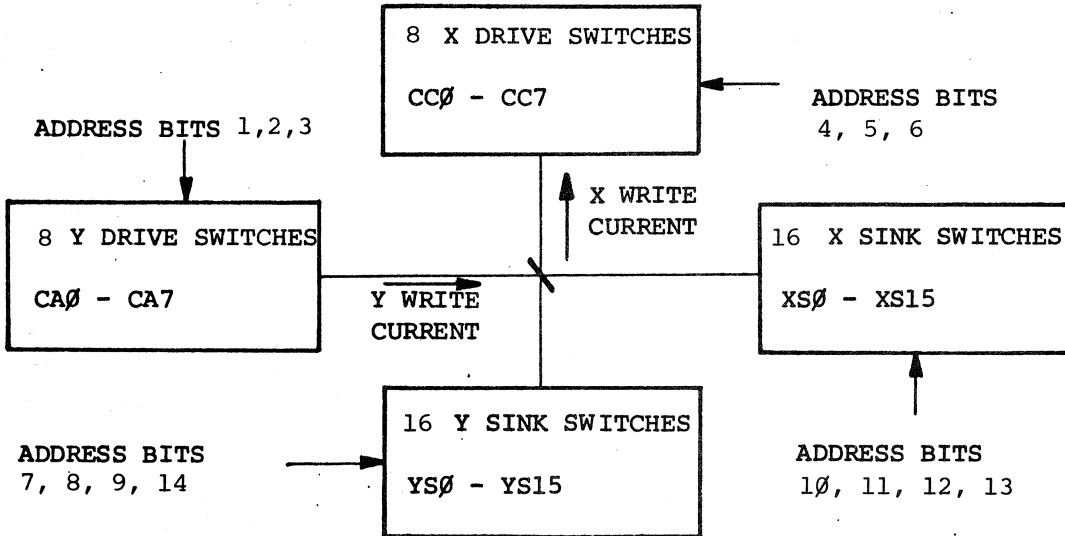 8 X DRIVE SWITCHES
CCØ - CC7
ADDRESS BITS
4, 5, 6
ADDRESS BITS 1,2,3
8 Y DRIVE SWITCHES
CAØ - CA7
X WRITE
CURRENT
Y WRITE
CURRENT
16 X SINK SWITCHES
XSØ - XS15
16 Y SINK SWITCHES
YSØ - YS15
ADDRESS BITS
7, 8, 9, 14
ADDRESS BITS
1Ø, 11, 12, 13